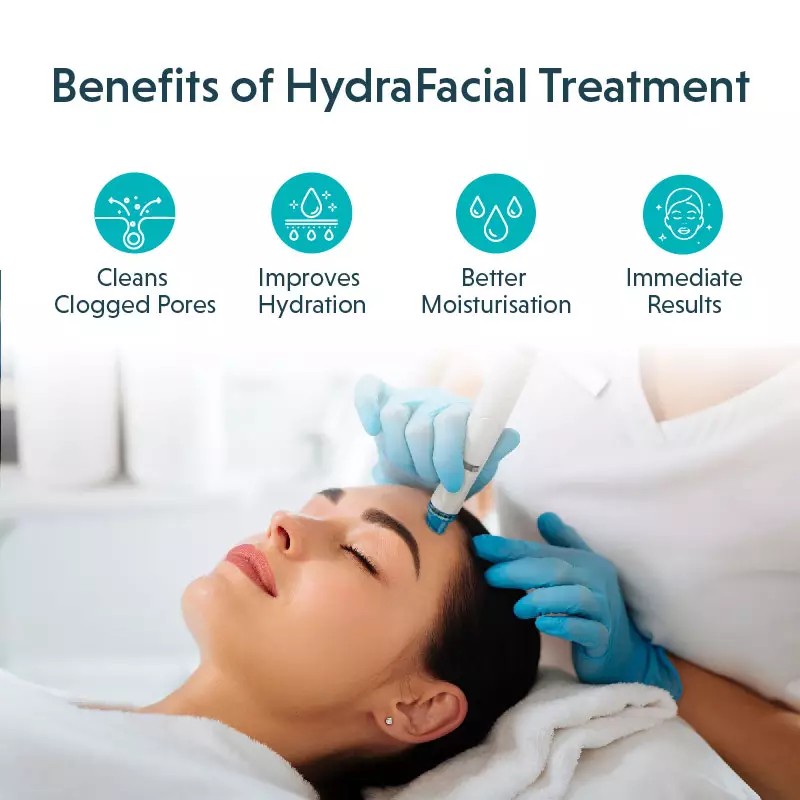 Benefits of HydraFacial Treatment
Cleans
Clogged Pores
Improves
Hydration
Better
Moisturisation
Immediate
Results